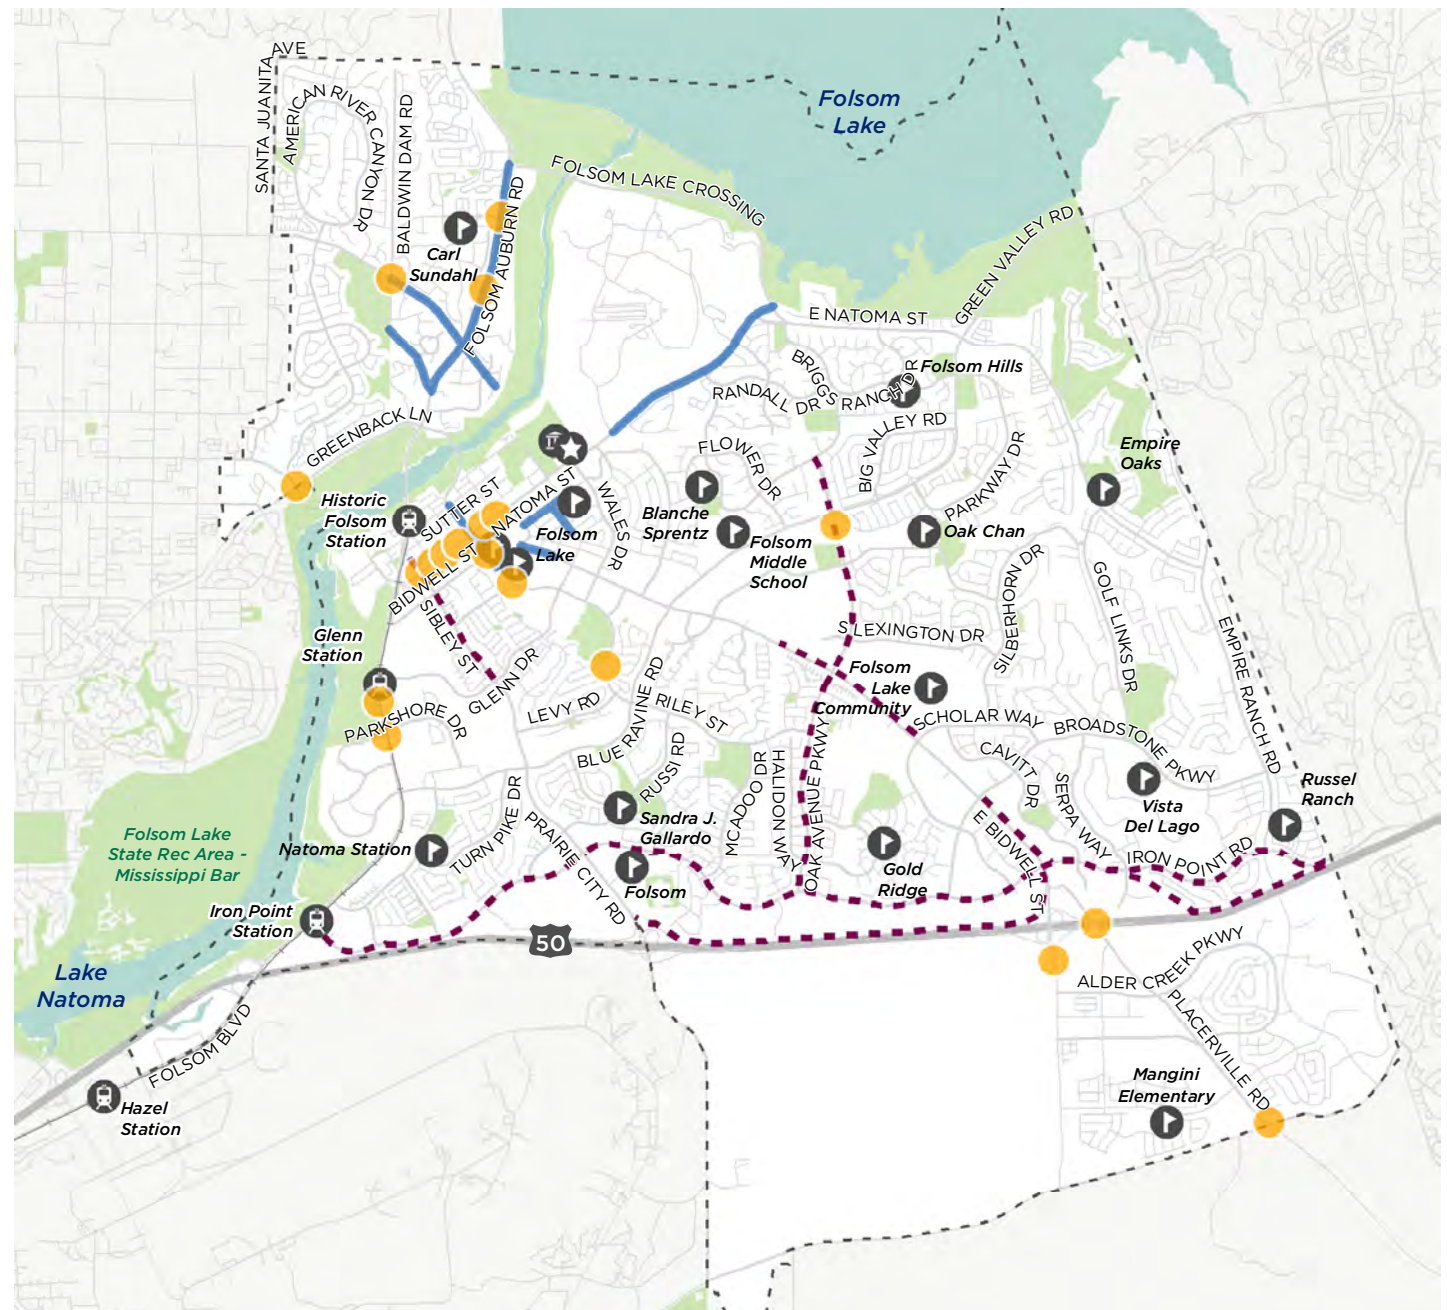 AVE
SANTA JUANITA
AMERICAN RIVER CANYON DR
BALDWIN DAM RD
Folsom
Lake
FOLSOM LAKE CROSSING
FOLSOM AUBURN RD
Carl
Sundahl
GREEN VALLEY RD
E NATOMA ST
BRIGGS RANCH DR
Folsom Hills
RANDALL DR
BIG VALLEY RD
GREENBACK LN
FLOWER DR
PARKWAY DR
Empire
Oaks
Historic
Folsom
Station
SUTTER ST
NATOMA ST
WALES DR
Blanche
Sprentz
Folsom
Middle
School
Oak Chan
Folsom
Lake
BIDWELL ST
SIBLEY ST
SILBERHORN DR
GOLF LINKS DR
EMPIRE RANCH RD
Glenn
Station
S LEXINGTON DR
GLENN DR
Folsom
Lake
Community
PARKSHORE DR
LEVY RD
BLUE RAVINE RD
RILEY ST
SCHOLAR WAY
BROADSTONE PKWY
CAVITT DR
SERPA WAY
Vista
Del Lago
Russel
Ranch
RUSSI RD
MCADOO DR
HALIDON WAY
OAK AVENUE PKWY
Sandra J.
Gallardo
TURN PIKE DR
PRAIRIE CITY RD
Natoma Station
Folsom Lake
State Rec Area -
Mississippi Bar
Folsom
Gold
Ridge
E BIDWELL ST
IRON POINT RD
Iron Point
Station
50
Lake
Natoma
ALDER CREEK PKWY
PLACERVILLE RD
FOLSOM BLVD
Hazel
Station
Mangini
Elementary